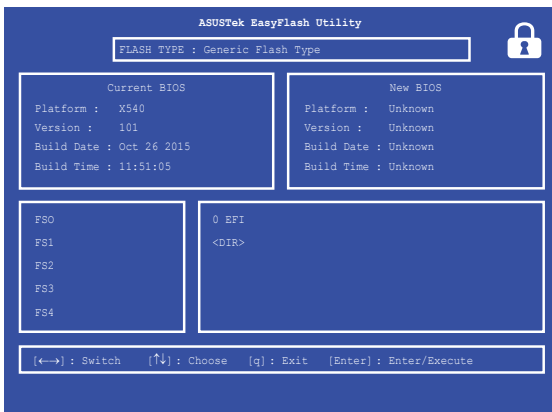 ASUSTek EasyFlash Utility
FLASH TYPE : Generic Flash Type
Current BIOS
Platform : X540
Version : 101
Build Date : Oct 26 2015
Build Time : 11:51:05
New BIOS
Platform : Unknown
Version : Unknown
Build Date : Unknown
Build Time : Unknown
FS0
FS1
FS2
FS3
FS4
0 EFI
<DIR>
[←→] : Switch [↑↓] : Choose [q] : Exit [Enter] : Enter/Execute